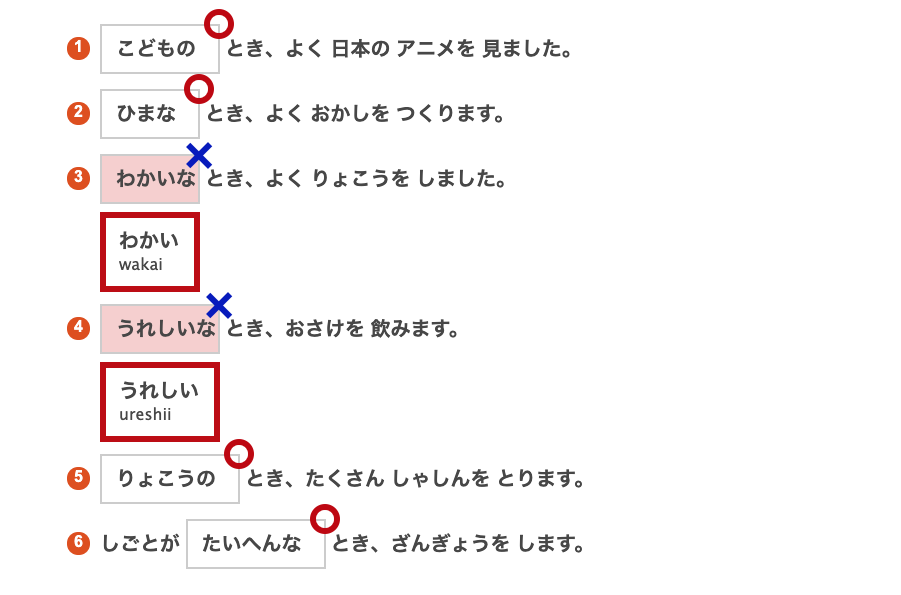 1 こどもの とき、よく 日本の アニメを 見ました。
2 ひまな とき、よく おかしを つくります。
3 わかいな とき、よく りょこうを しました。
わかい
wakai
4 うれしいな とき、おさけを 飲みます。
うれしい
ureshii
5 りょこうの とき、たくさん しゃしんを とります。
6 しごとが たいへんな とき、ざんぎょうを します。